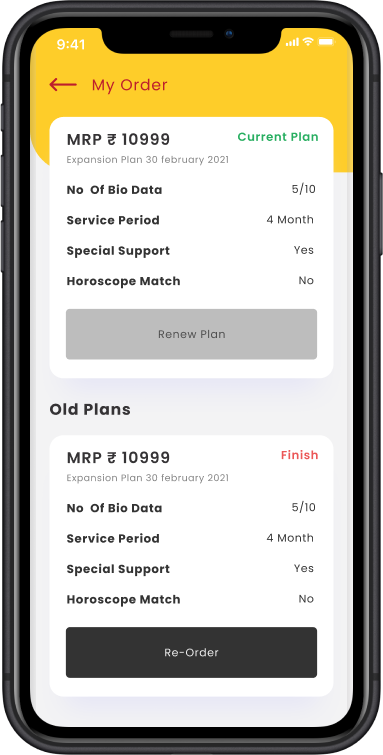 9:41
My Order
MRP ₹ 10999 Current Plan
Expansion Plan 30 february 2021
No Of Bio Data 5/10
Service Period 4 Month
Special Support Yes
Horoscope Match No
Renew Plan
Old Plans
MRP ₹ 10999 Finish
Expansion Plan 30 february 2021
No Of Bio Data 5/10
Service Period 4 Month
Special Support Yes
Horoscope Match No
Re-Order